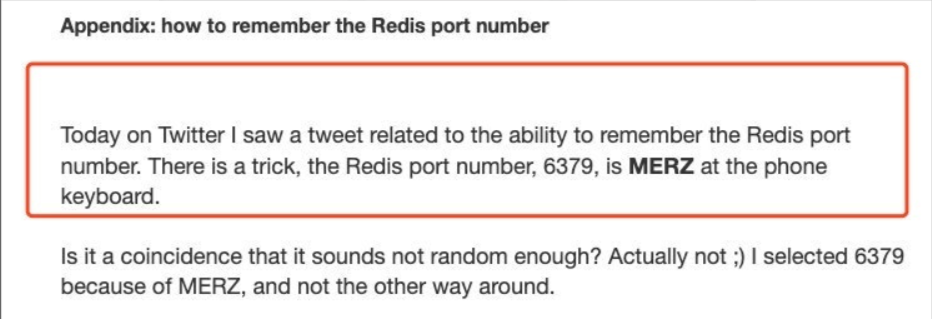 Appendix: how to remember the Redis port number
Today on Twitter I saw a tweet related to the ability to remember the Redis port
number. There is a trick, the Redis port number, 6379, is MERZ at the phone
keyboard.
Is it a coincidence that it sounds not random enough? Actually not ;) I selected 6379
because of MERZ, and not the other way around.